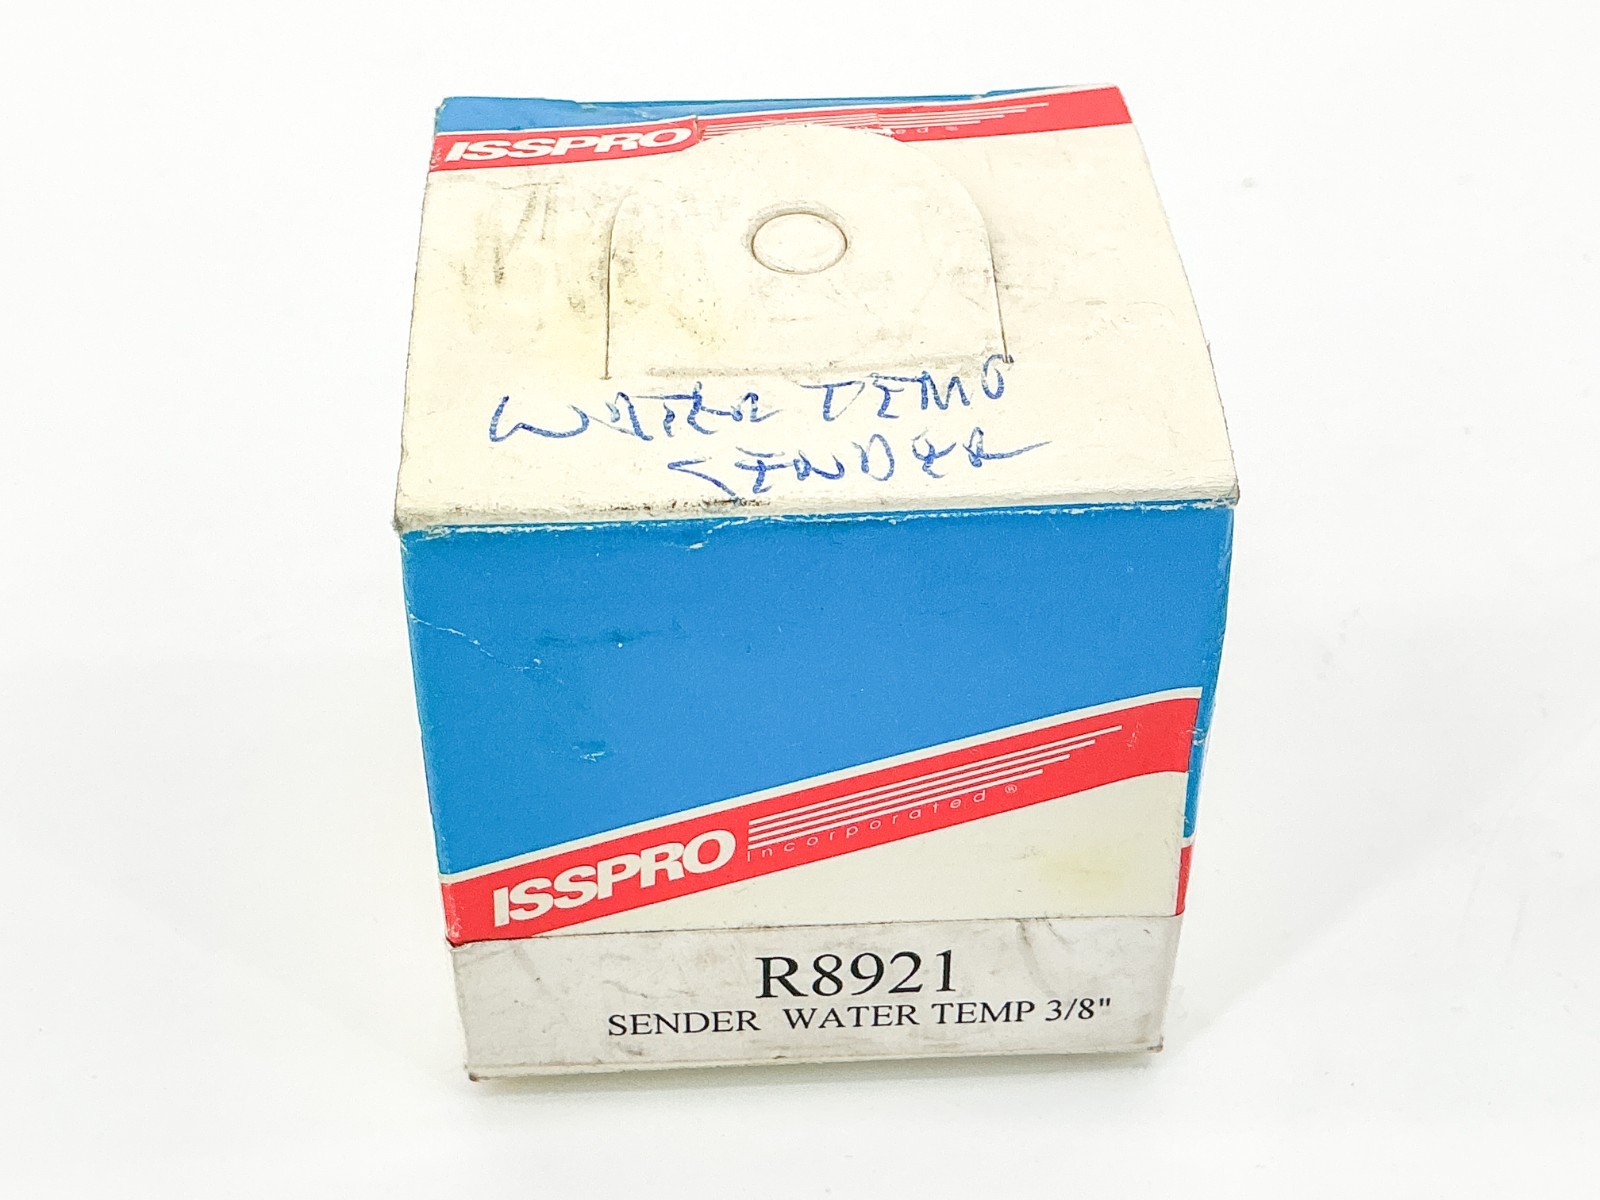 ISSPRO
WATER TEMP
SENDER
ISSPRO
Incorporated ®
R8921
SENDER WATER TEMP 3/8"